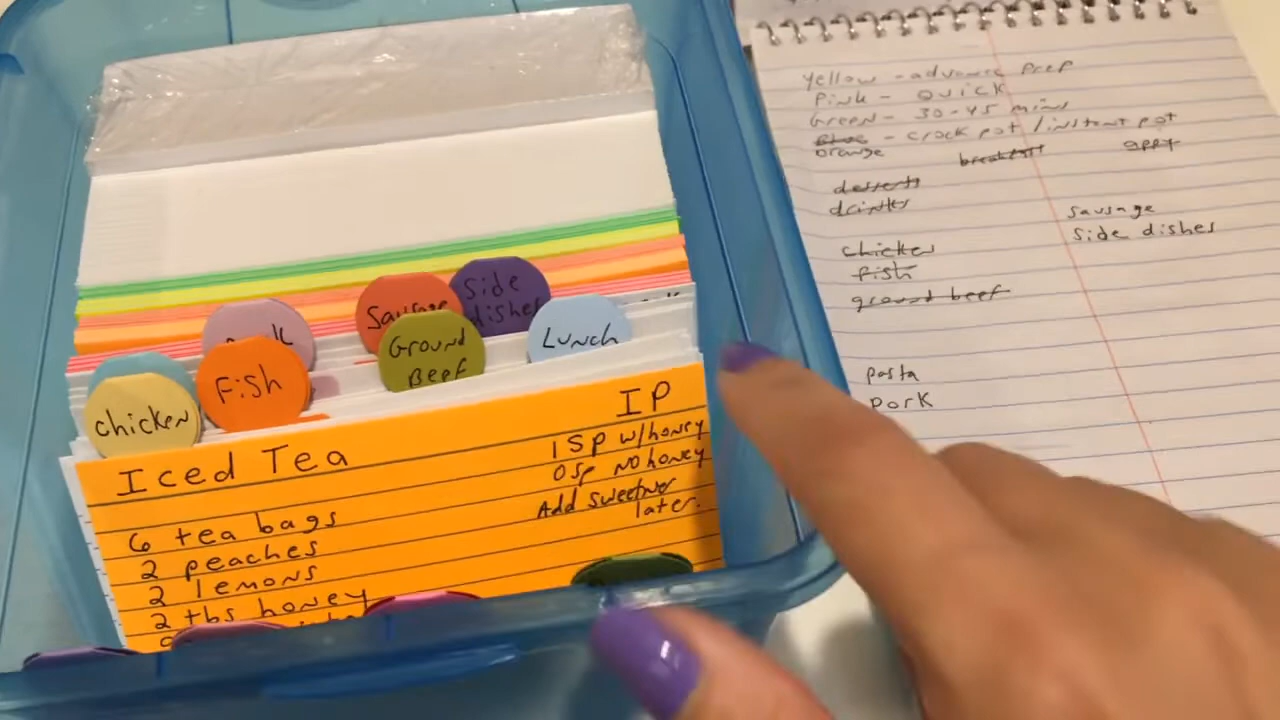 Yellow - advance prep
Pink - Quick
Green - 30-45 mins
Blue - crock pot / instant pot
orange
breakfast
appy
desserts
drinks
Sausage
Side dishes
chicken
fish
ground beef
pasta
pork
Side
dishes
Sausage
Ground
Beef
Lunch
Fish
chicken
Iced Tea
IP
1SP w/honey
0SP NO honey
Add sweetner
later.
6 tea bags
2 peaches
2 lemons
2 tbs honey